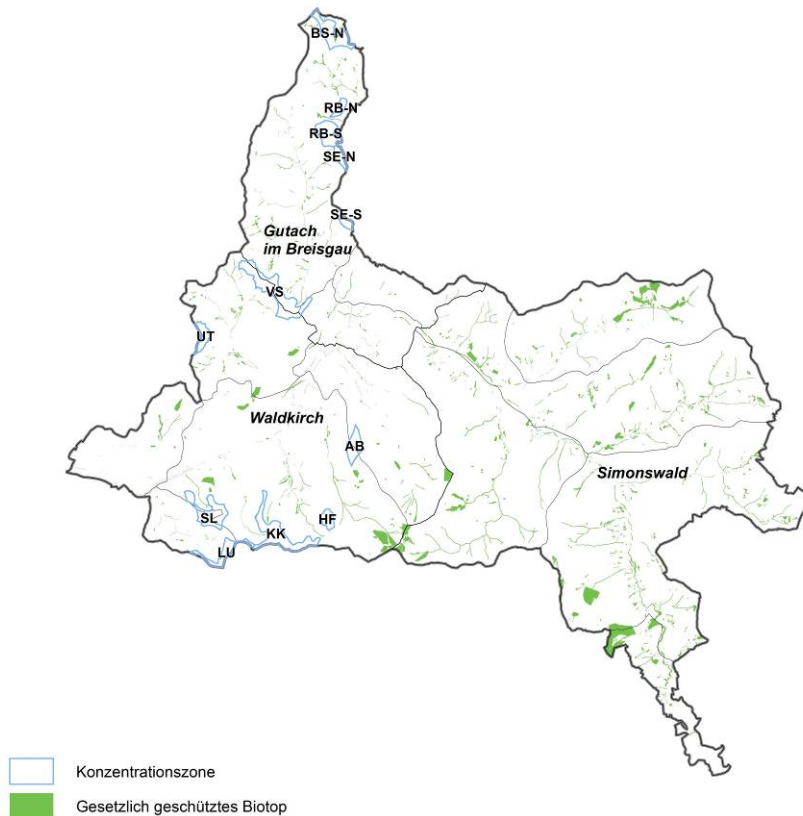 BS-N
RB-N
RB-S
SE-N
SE-S
Gutach
im Breisgau
VS
UT
Waldkirch
AB
Simonswald
SL
HF
KK
LU
Konzentrationszone
Gesetzlich geschütztes Biotop